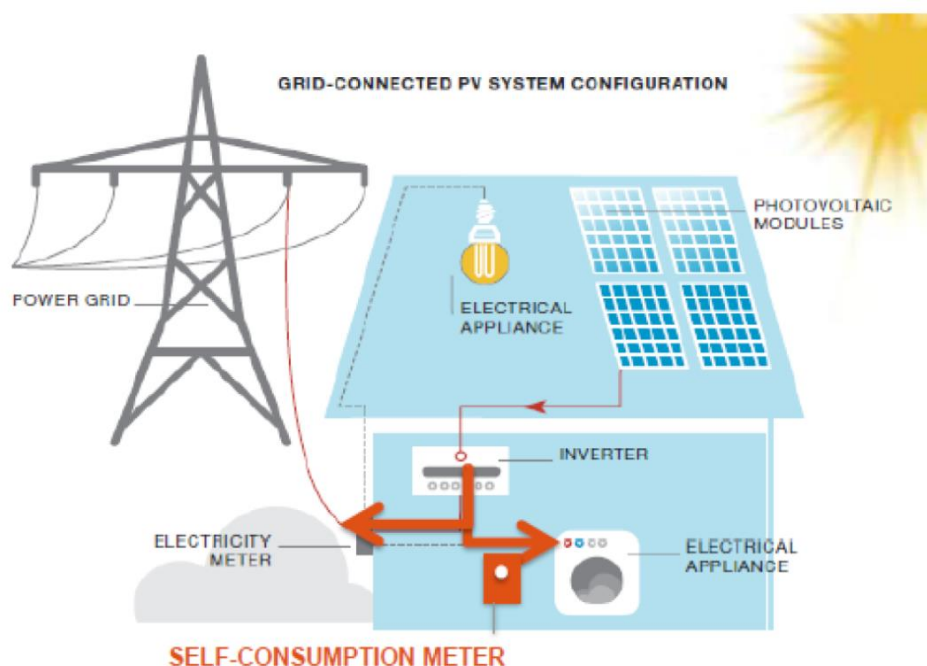 GRID-CONNECTED PV SYSTEM CONFIGURATION
PHOTOVOLTAIC
MODULES
POWER GRID
ELECTRICAL
APPLIANCE
INVERTER
ELECTRICITY
METER
ELECTRICAL
APPLIANCE
SELF-CONSUMPTION METER